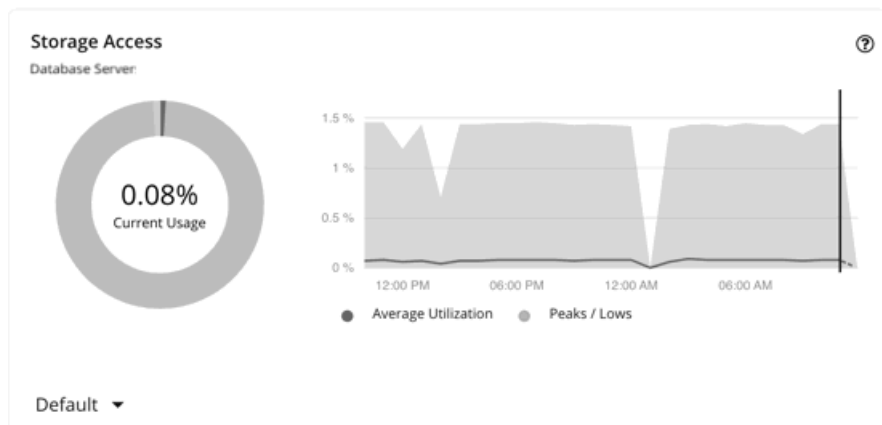 Storage Access
Database Server
0.08%
Current Usage
1.5 %
1 %
0.5 %
0 %
12:00 PM 06:00 PM 12:00 AM 06:00 AM
Average Utilization Peaks / Lows
Default